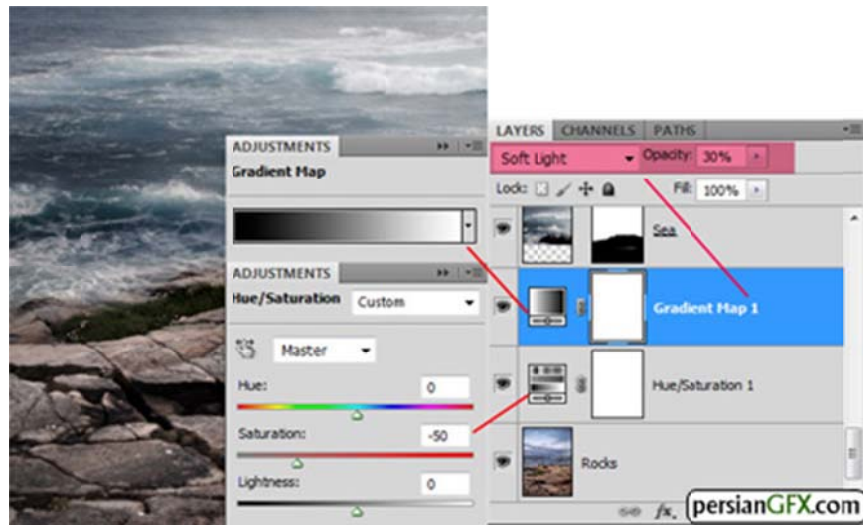 ADJUSTMENTS
Gradient Map
ADJUSTMENTS
Hue/Saturation Custom
Master
Hue: 0
Saturation: -50
Lightness: 0
LAYERS CHANNELS PATHS
Soft Light Opacity: 30%
Lock: Fill: 100%
Sea
Gradient Map 1
Hue/Saturation 1
Rocks
fx.
persianGFX.com